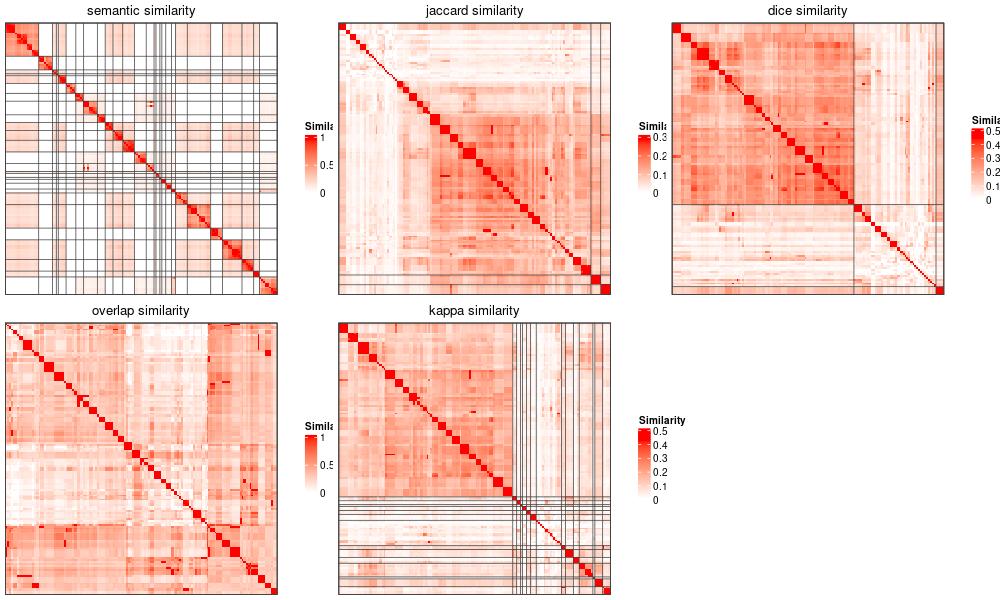 semantic similarity
jaccard similarity
dice similarity
Simila
1
0.5
0
Simila
0.3
0.2
0.1
0
Simila
0.5
0.4
0.3
0.2
0.1
0
overlap similarity
kappa similarity
Simila
1
0.5
0
Similarity
0.5
0.4
0.3
0.2
0.1
0